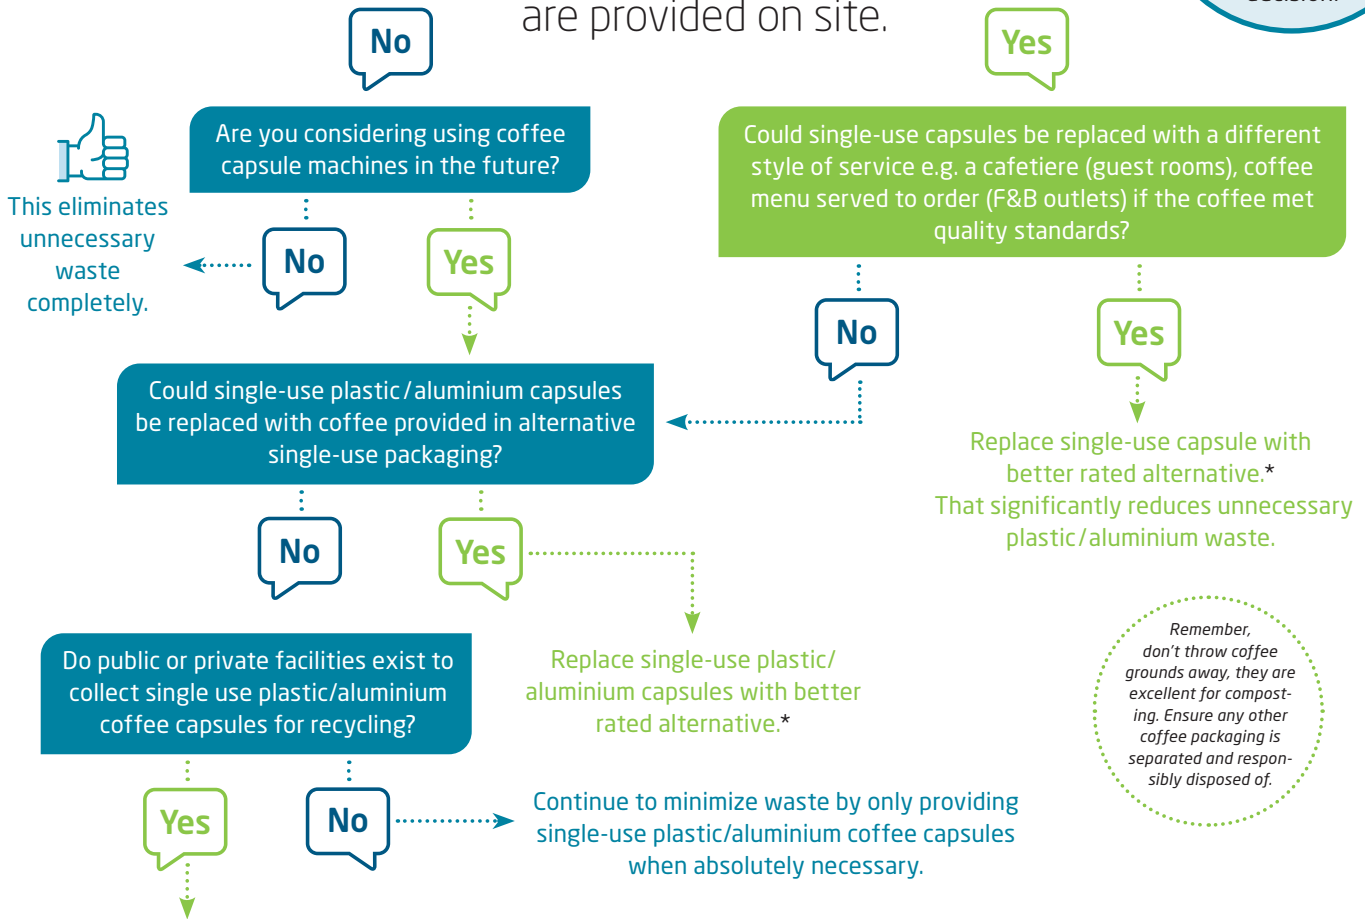 are provided on site.
No
Yes
Are you considering using coffee
capsule machines in the future?
Could single-use capsules be replaced with a different
style of service e.g. a cafetiere (guest rooms), coffee
menu served to order (F&B outlets) if the coffee met
quality standards?
This eliminates
unnecessary
waste
completely.
No
Yes
No
Yes
Could single-use plastic/aluminium capsules
be replaced with coffee provided in alternative
single-use packaging?
Replace single-use capsule with
better rated alternative.*
That significantly reduces unnecessary
plastic/aluminium waste.
No
Yes
Do public or private facilities exist to
collect single use plastic/aluminium
coffee capsules for recycling?
Replace single-use plastic/
aluminium capsules with better
rated alternative.*
Remember,
don't throw coffee
grounds away, they are
excellent for compost-
ing. Ensure any other
coffee packaging is
separated and respon-
sibly disposed of.
Yes
No
Continue to minimize waste by only providing
single-use plastic/aluminium coffee capsules
when absolutely necessary.